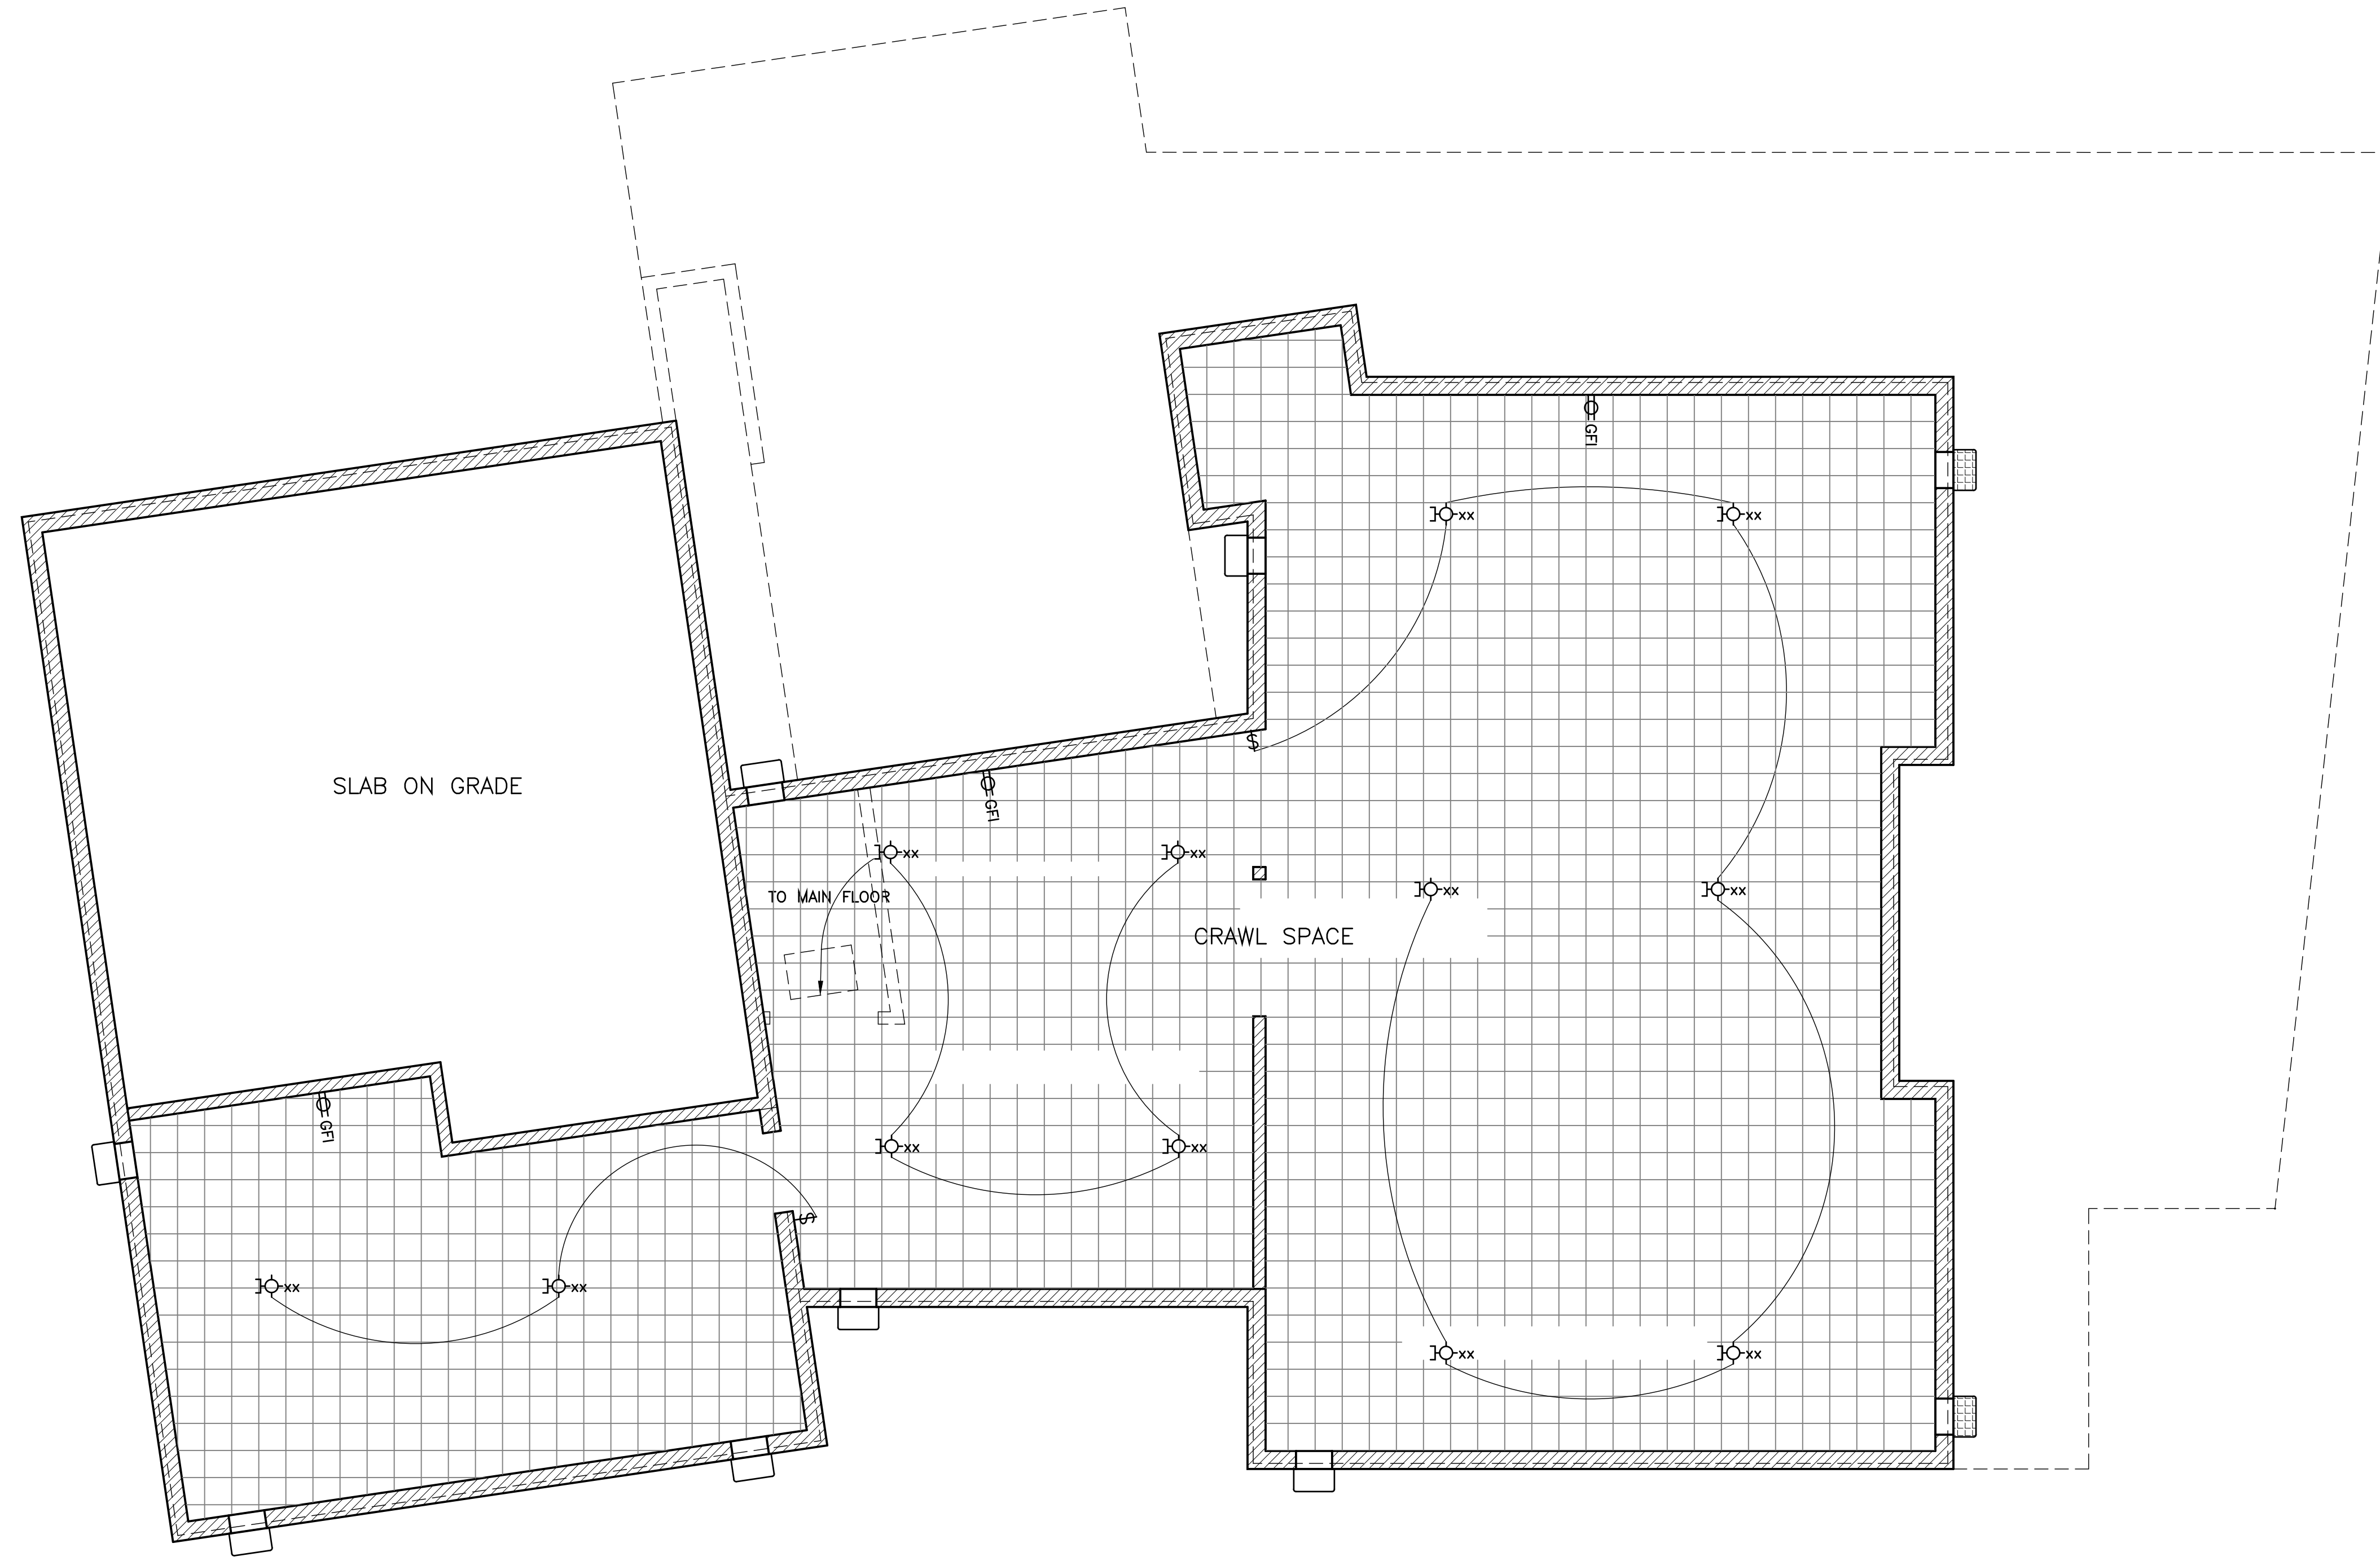 GFI
xx
xx
SLAB ON GRADE
$
GFI
xx
xx
xx
xx
TO MAIN FLOOR
CRAWL SPACE
GFI
xx
xx
$
xx
xx
xx
xx